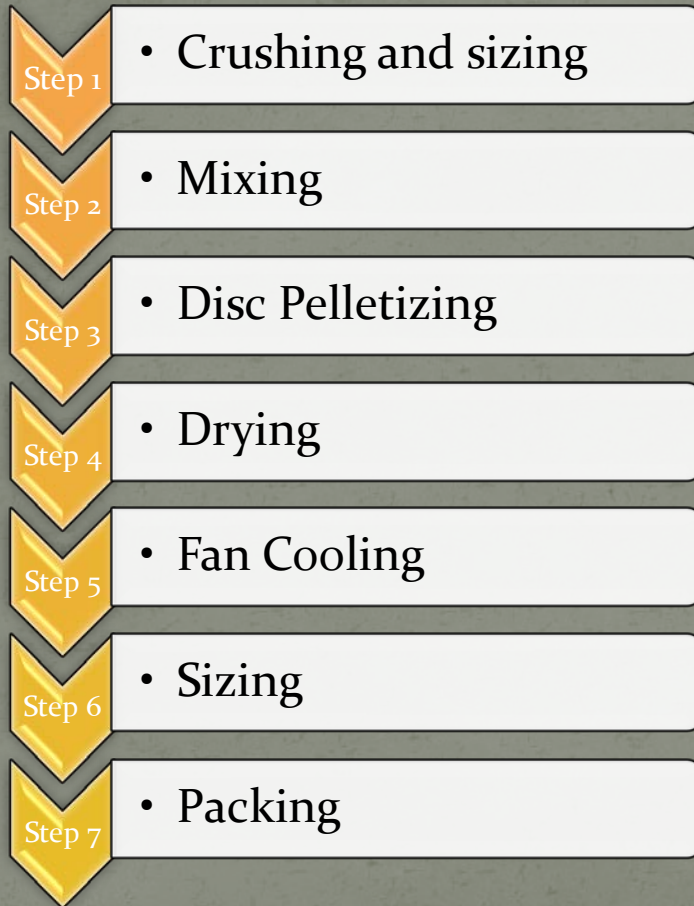 Step 1
• Crushing and sizing
Step 2
• Mixing
Step 3
• Disc Pelletizing
Step 4
• Drying
Step 5
• Fan Cooling
Step 6
• Sizing
Step 7
• Packing